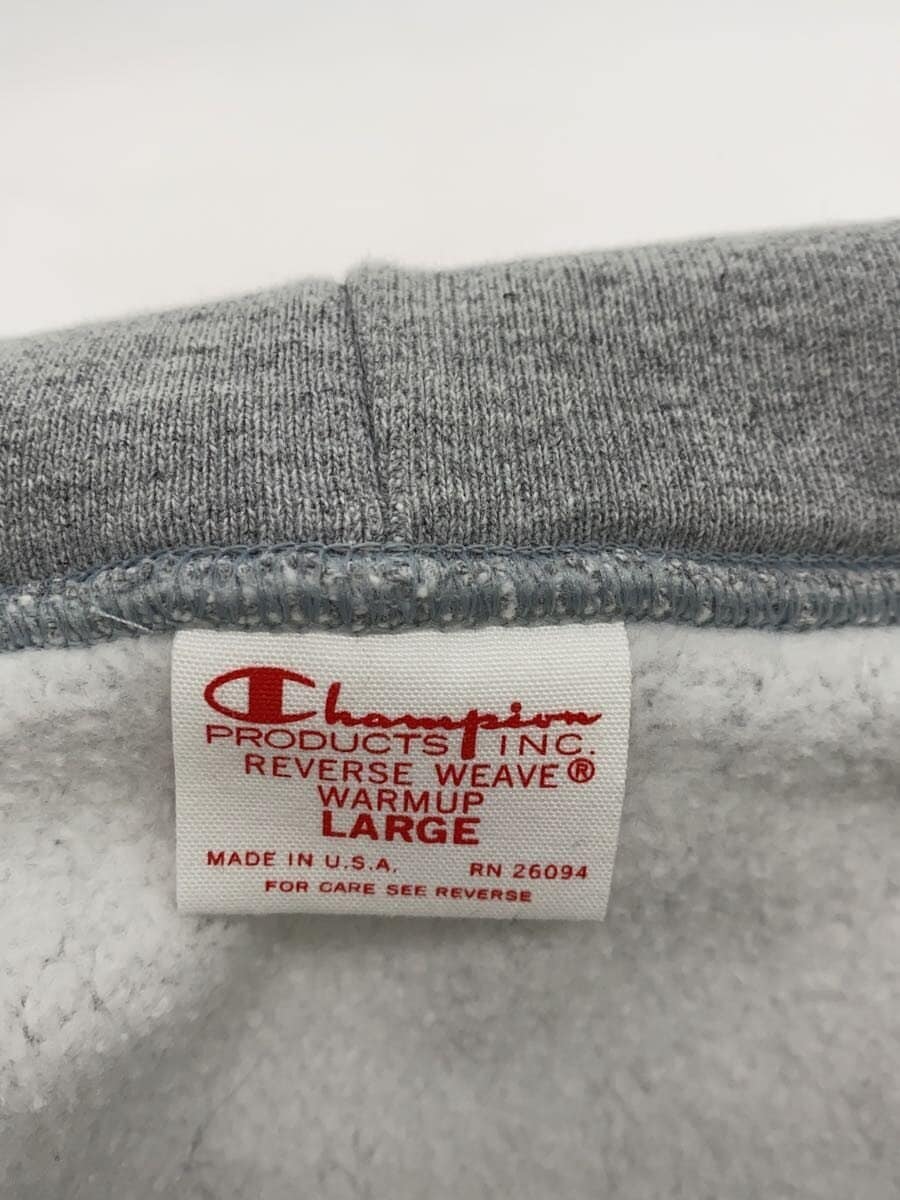 Champion
PRODUCTS INC.
REVERSE WEAVE®
WARMUP
LARGE
MADE IN U.S.A. RN 26094
FOR CARE SEE REVERSE